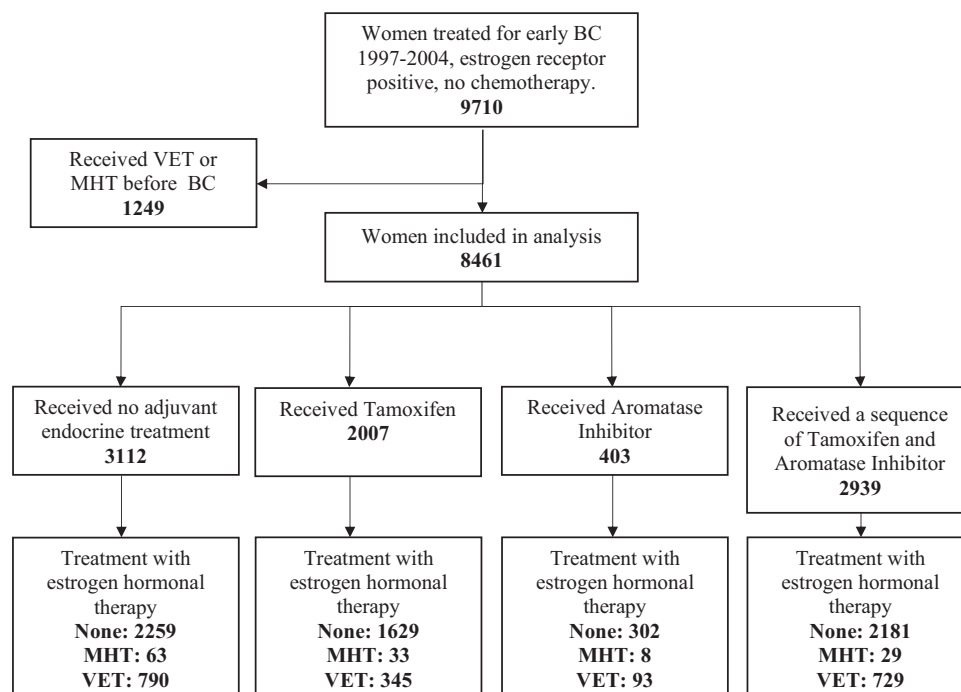 Women treated for early BC
1997-2004, estrogen receptor
positive, no chemotherapy.
9710
Received VET or
MHT before BC
1249
Women included in analysis
8461
Received no adjuvant
endocrine treatment
3112
Received Tamoxifen
2007
Received Aromatase
Inhibitor
403
Received a sequence
of Tamoxifen and
Aromatase Inhibitor
2939
Treatment with
estrogen hormonal
therapy
None: 2259
MHT: 63
VET: 790
Treatment with
estrogen hormonal
therapy
None: 1629
MHT: 33
VET: 345
Treatment with
estrogen hormonal
therapy
None: 302
MHT: 8
VET: 93
Treatment with
estrogen hormonal
therapy
None: 2181
MHT: 29
VET: 729